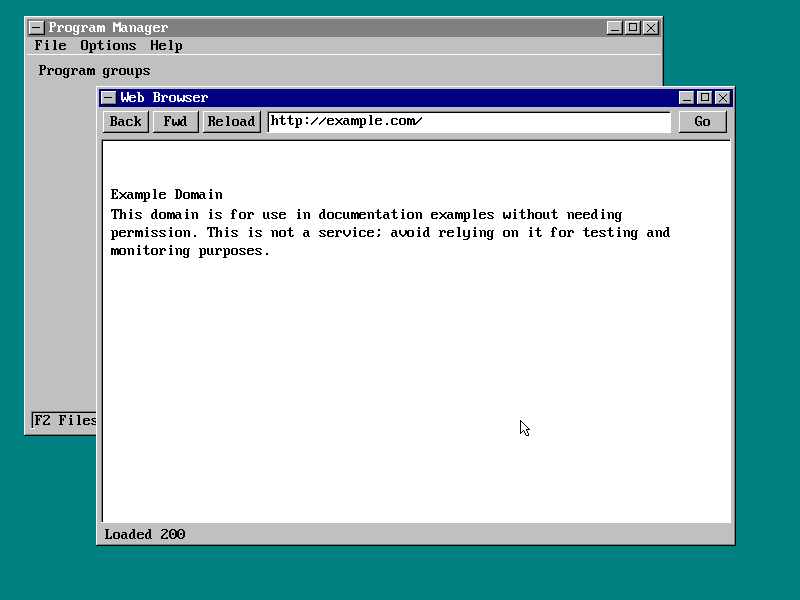 Program Manager
File Options Help
Program groups
Web Browser
Back Fwd Reload http://example.com/ Go
Example Domain
This domain is for use in documentation examples without needing
permission. This is not a service; avoid relying on it for testing and
monitoring purposes.
F2 Files
Loaded 200